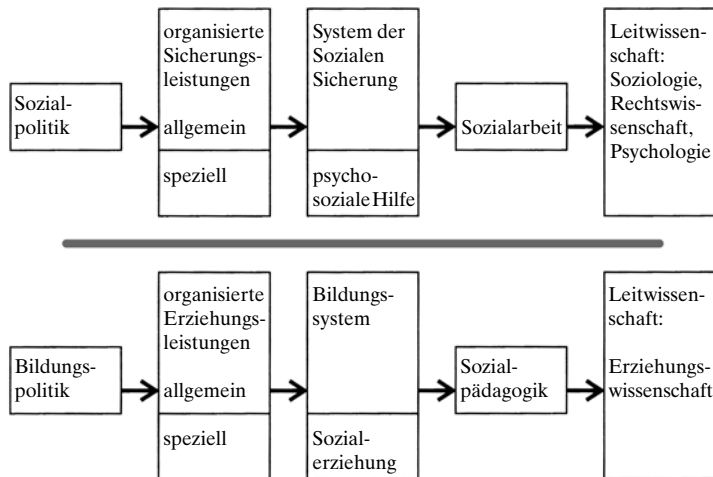 Sozial-
politik
organisierte
Sicherungs-
leistungen
allgemein
speziell
System der
Sozialen
Sicherung
psycho-
soziale Hilfe
Sozialarbeit
Leitwissen-
schaft:
Soziologie,
Rechtswis-
senschaft,
Psychologie
Bildungs-
politik
organisierte
Erziehungs-
leistungen
allgemein
speziell
Bildungs-
system
Sozial-
erziehung
Sozial-
pädagogik
Leitwissen-
schaft:
Erziehungs-
wissenschaft